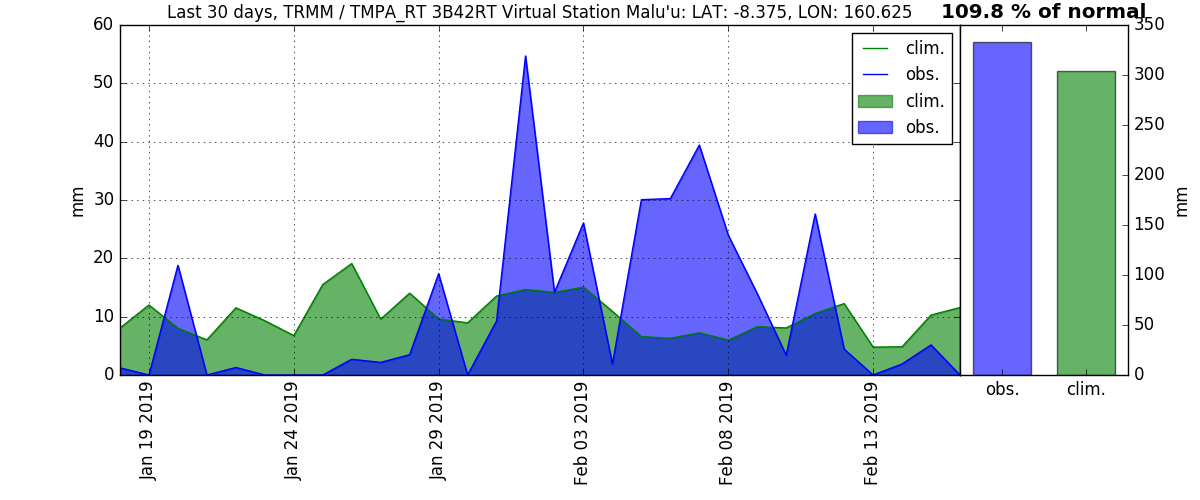 Last 30 days, TRMM / TMPA_RT 3B42RT Virtual Station Malu'u: LAT: -8.375, LON: 160.625
109.8 % of normal
60
50
40
30
20
10
0
mm
clim.
obs.
clim.
obs.
Jan 19 2019
Jan 24 2019
Jan 29 2019
Feb 03 2019
Feb 08 2019
Feb 13 2019
350
300
250
200
150
100
50
0
mm
obs.
clim.